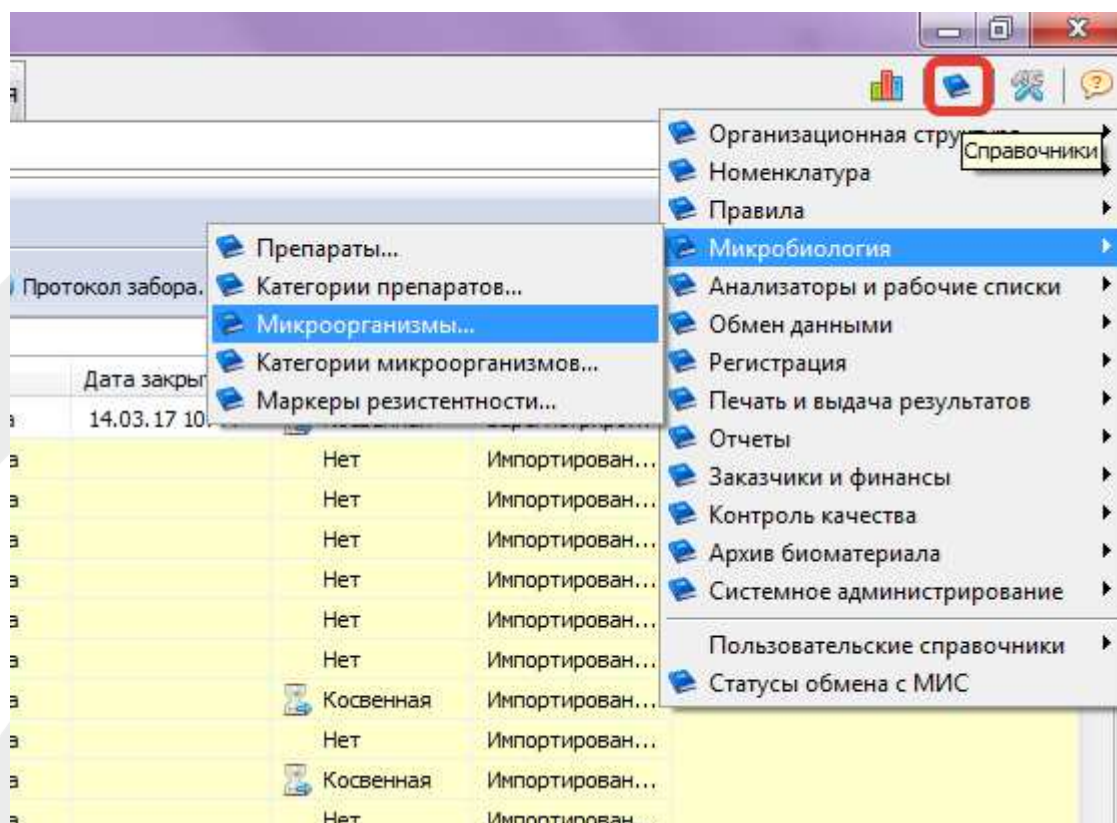 я
Организационная
Справочники
Номенклатура
Правила
Микробиология
Анализаторы и рабочие списки
Обмен данными
Регистрация
Печать и выдача результатов
Отчеты
Заказчики и финансы
Контроль качества
Архив биоматериала
Системное администрирование
Пользовательские справочники
Статусы обмена с МИС
Препараты...
Категории препаратов...
Микроорганизмы...
Категории микроорганизмов...
Маркеры резистентности...
Протокол забора.
Дата закры
а 14.03.17
а Нет Импортирован...
а Нет Импортирован...
а Нет Импортирован...
а Нет Импортирован...
а Нет Импортирован...
а Нет Импортирован...
а Косвенная Импортирован...
а Нет Импортирован...
а Косвенная Импортирован...
а Нет Импортирован...